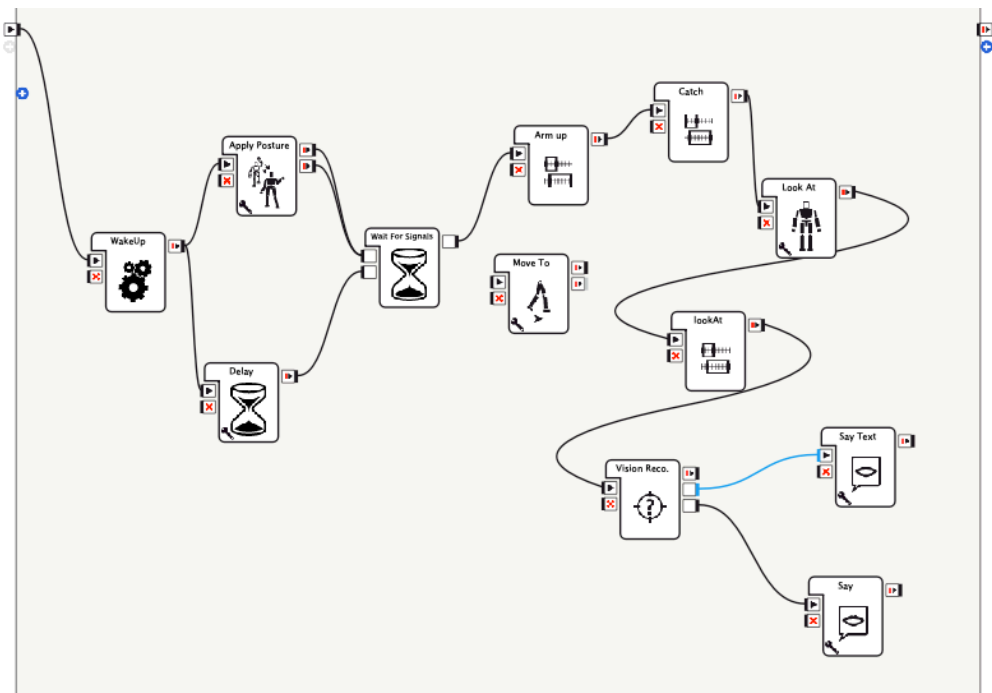 Catch
Arm up
Apply Posture
Look At
WakeUp
Wait For Signals
Move To
lookAt
Delay
Say Text
Vision Reco.
?
Say